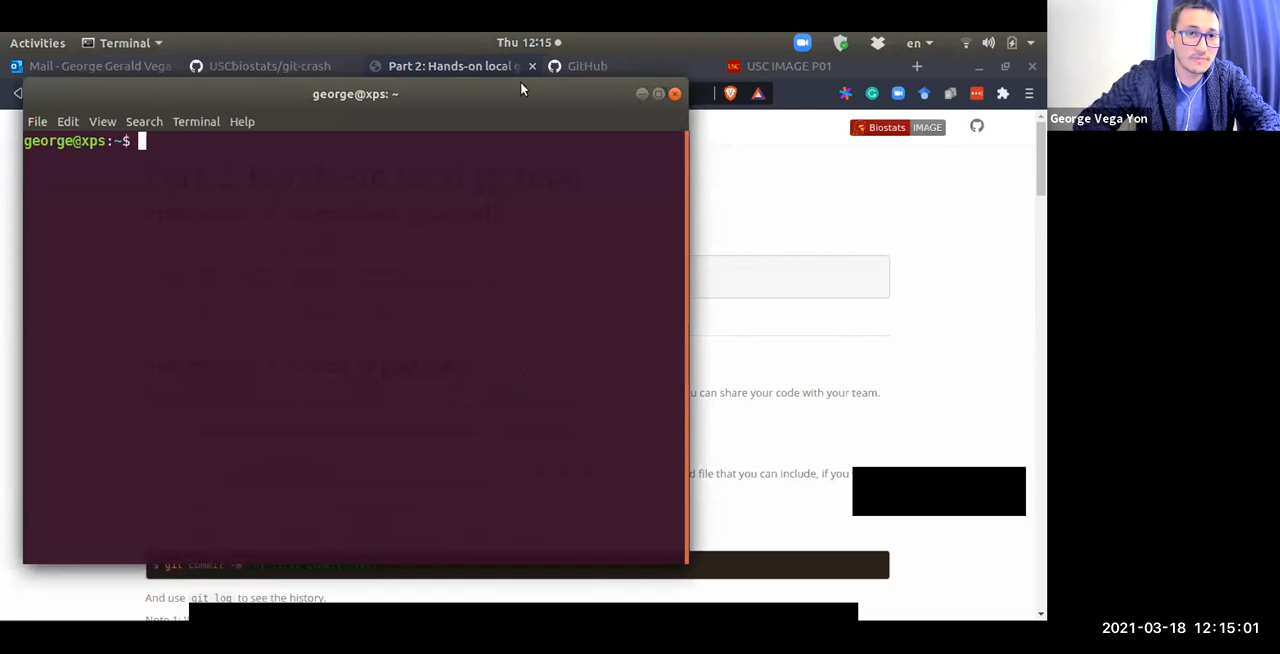 Activities
Terminal
Thu 12:15
en
Mail - George Gerald Vega
USCbiostats/git-crash
Part 2: Hands-on local g
GitHub
USC IMAGE P01
george@xps: ~
File Edit View Search Terminal Help
Biostats IMAGE
George Vega Yon
george@xps:~$
u can share your code with your team.
d file that you can include, if you
$ git commit -m
And use git log to see the history.
2021-03-18 12:15:01